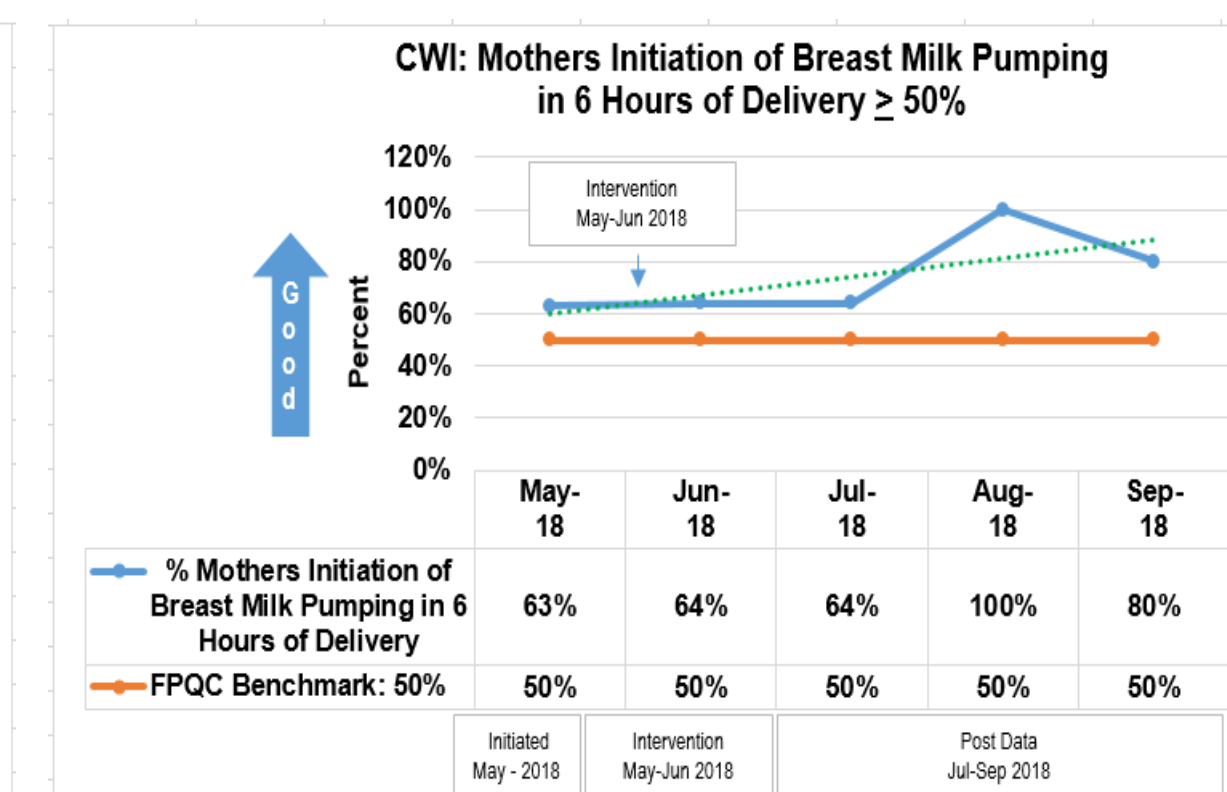 CWI: Mothers Initiation of Breast Milk Pumping
in 6 Hours of Delivery ≥ 50%
120%
100%
80%
60%
40%
20%
0%
Percent
Good
Intervention
May-Jun 2018
May-
18
Jun-
18
Jul-
18
Aug-
18
Sep-
18
% Mothers Initiation of
Breast Milk Pumping in 6
Hours of Delivery
63% 64% 64% 100% 80%
FPQC Benchmark: 50% 50% 50% 50% 50% 50%
Initiated
May - 2018
Intervention
May-Jun 2018
Post Data
Jul-Sep 2018